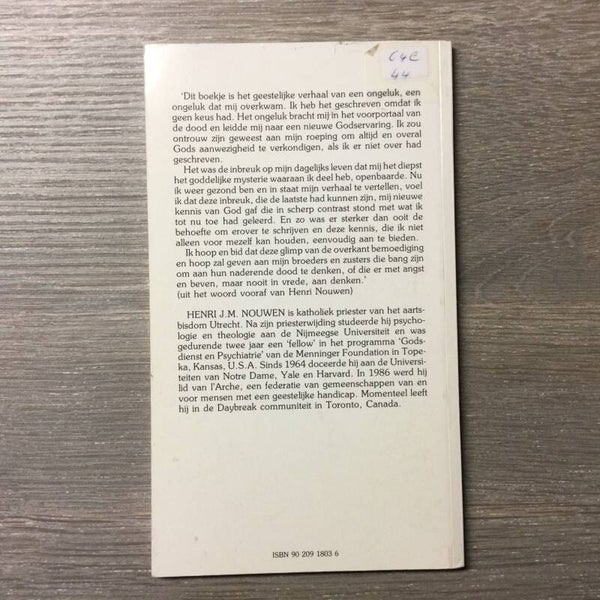 C4C
44
'Dit boekje is het geestelijke verhaal van een ongeluk, een
ongeluk dat mij overkwam. Ik heb het geschreven omdat ik
geen keus had. Het ongeluk bracht mij in het voorportaal van
de dood en leidde mij naar een nieuwe Godservaring. Ik zou
ontrouw zijn geweest aan mijn roeping om altijd en overal
Gods aanwezigheid te verkondigen, als ik er niet over had
geschreven.
Het was de inbreuk op mijn dagelijks leven dat mij het diepst
het goddelijke mysterie waaraan ik deel heb, openbaarde. Nu
ik weer gezond ben en in staat mijn verhaal te vertellen, voel
ik dat deze inbreuk, die de laatste had kunnen zijn, mij nieuwe
kennis van God gaf die in scherp contrast stond met wat ik
tot nu toe had geleerd. En zo was er sterker dan ooit de
behoefte om erover te schrijven en deze kennis, die ik niet
alleen voor mezelf kan houden, eenvoudig aan te bieden.
Ik hoop en bid dat deze glimp van de overkant bemoediging
en hoop zal geven aan mijn broeders en zusters die bang zijn
om aan hun naderende dood te denken, of die er met angst
en beven, maar nooit in vrede, aan denken.'
(uit het woord vooraf van Henri Nouwen)
HENRI J.M. NOUWEN is katholiek priester van het aarts-
bisdom Utrecht. Na zijn priesterwijding studeerde hij psycho-
logie en theologie aan de Nijmeegse Universiteit en was
gedurende twee jaar een 'fellow' in het programma 'Gods-
dienst en Psychiatrie' van de Menninger Foundation in Tope-
ka, Kansas, U.S.A. Sinds 1964 doceerde hij aan de Universi-
teiten van Notre Dame, Yale en Harvard. In 1986 werd hij
lid van l'Arche, een federatie van gemeenschappen van en
voor mensen met een geestelijke handicap. Momenteel leeft
hij in de Daybreak communiteit in Toronto, Canada.
ISBN 90 209 1803 6